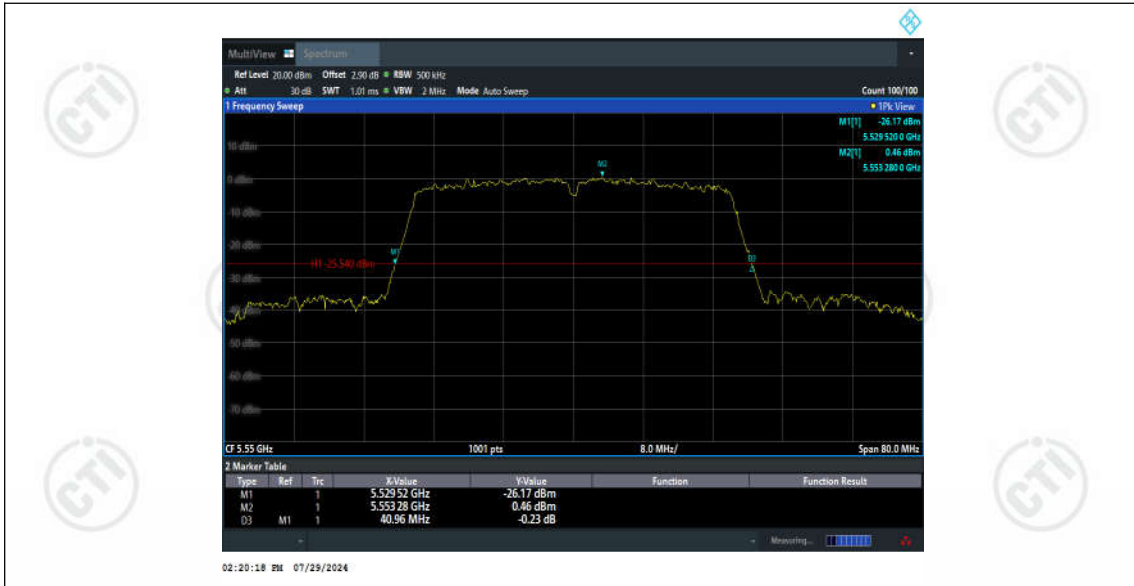 MultiView Spectrum
Ref Level 20.00 dBm Offset 2.90 dB RBW 500 kHz
Att 30 dB SWT 1.01 ms VBW 2 MHz Mode Auto Sweep Count 100/100
1 Frequency Sweep 1Pk View
M1[1] -26.17 dBm
5.529 520 0 GHz
10 dBm
M2[1] 0.46 dBm
5.553 280 0 GHz
M2
0 dBm
-10 dBm
-20 dBm
M1
D3
H1 -25.540 dBm
-30 dBm
-40 dBm
-50 dBm
-60 dBm
-70 dBm
CF 5.55 GHz 1001 pts 8.0 MHz/ Span 80.0 MHz
2 Marker Table
Type Ref Trc X-Value Y-Value Function Function Result
M1 1 5.529 52 GHz -26.17 dBm
M2 1 5.553 28 GHz 0.46 dBm
D3 M1 1 40.96 MHz -0.23 dB
Measuring...
02:20:18 PM 07/29/2024
CTI
CTI
CTI
CTI